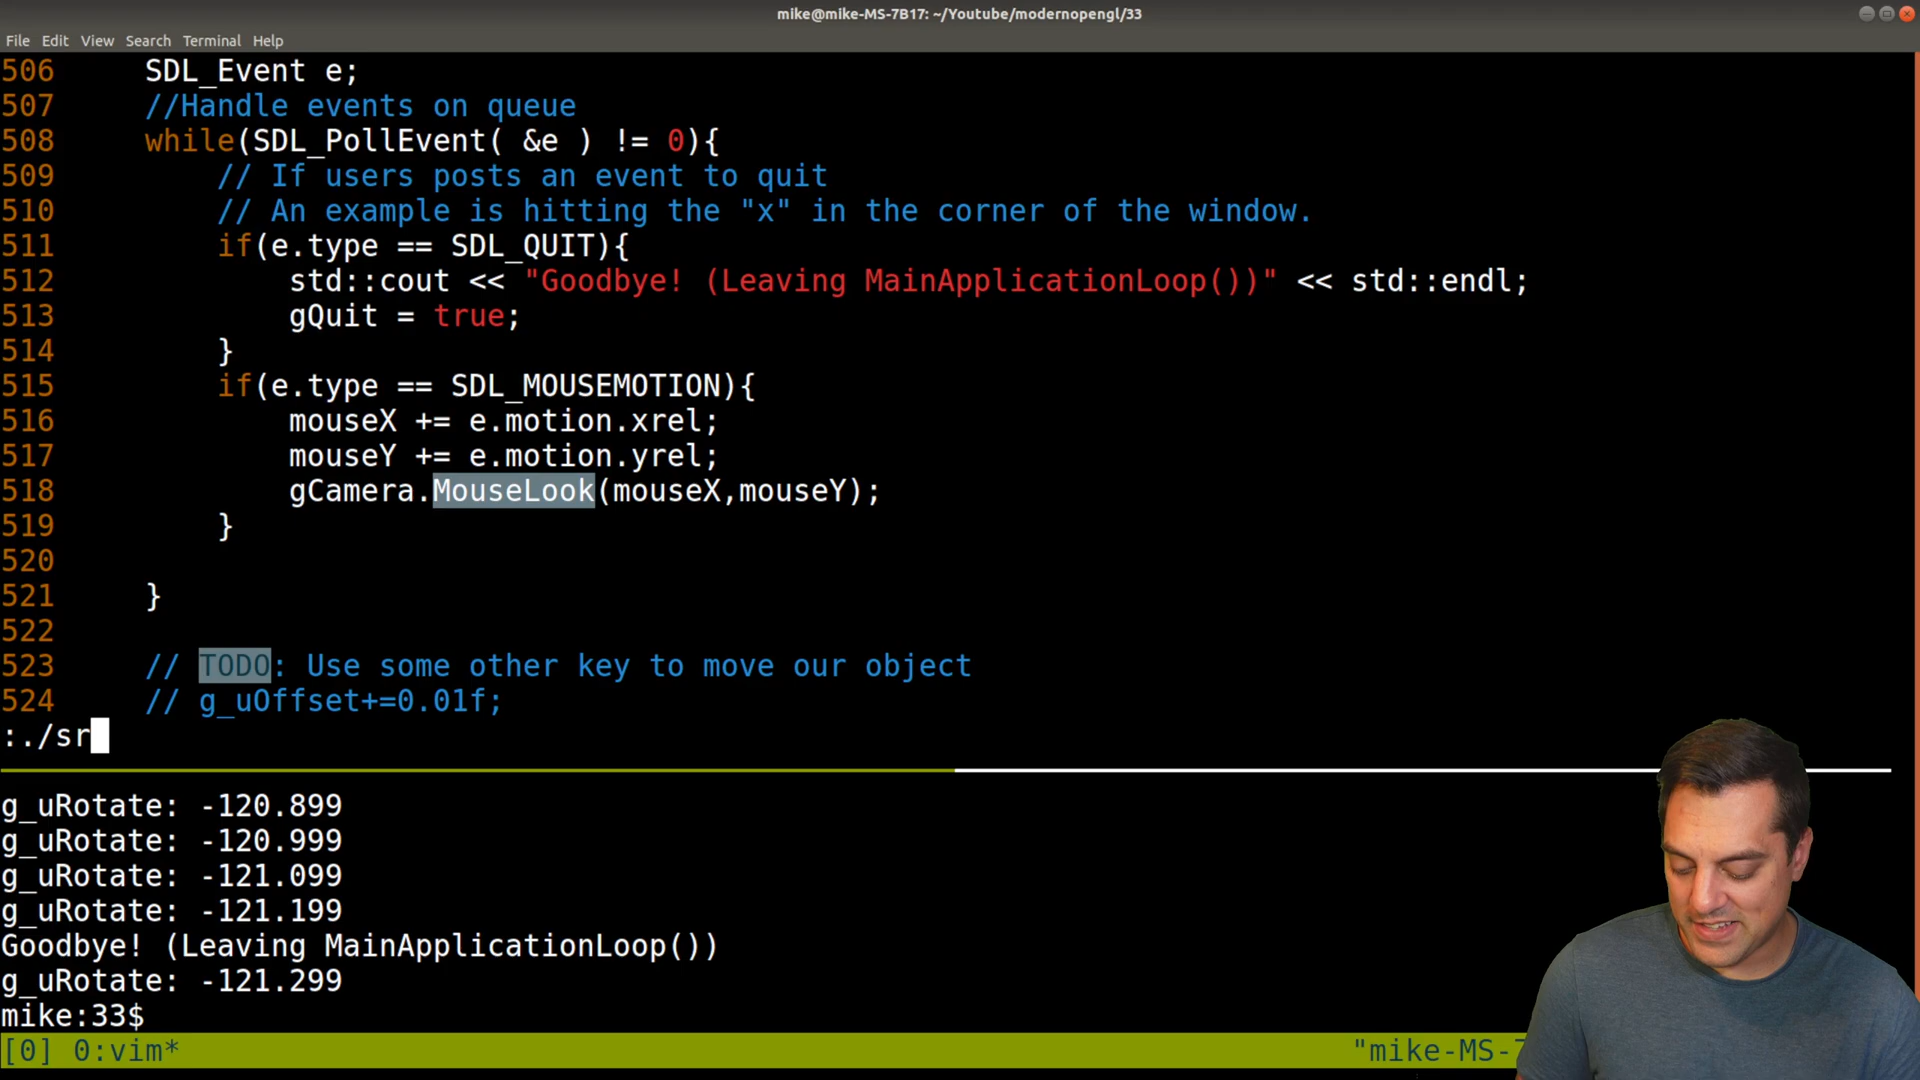 mike@mike-MS-7B17: ~/Youtube/modernopengl/33
File Edit View Search Terminal Help
506 SDL_Event e;
507 //Handle events on queue
508 while(SDL_PollEvent( &e ) != 0){
509 // If users posts an event to quit
510 // An example is hitting the "x" in the corner of the window.
511 if(e.type == SDL_QUIT){
512 std::cout << "Goodbye! (Leaving MainApplicationLoop())" << std::endl;
513 gQuit = true;
514 }
515 if(e.type == SDL_MOUSEMOTION){
516 mouseX += e.motion.xrel;
517 mouseY += e.motion.yrel;
518 gCamera.MouseLook(mouseX,mouseY);
519 }
520
521 }
522
523 // TODO: Use some other key to move our object
524 // g_uOffset+=0.01f;
:./sr
g_uRotate: -120.899
g_uRotate: -120.999
g_uRotate: -121.099
g_uRotate: -121.199
Goodbye! (Leaving MainApplicationLoop())
g_uRotate: -121.299
mike:33$
[0] 0:vim* "mike-MS-7